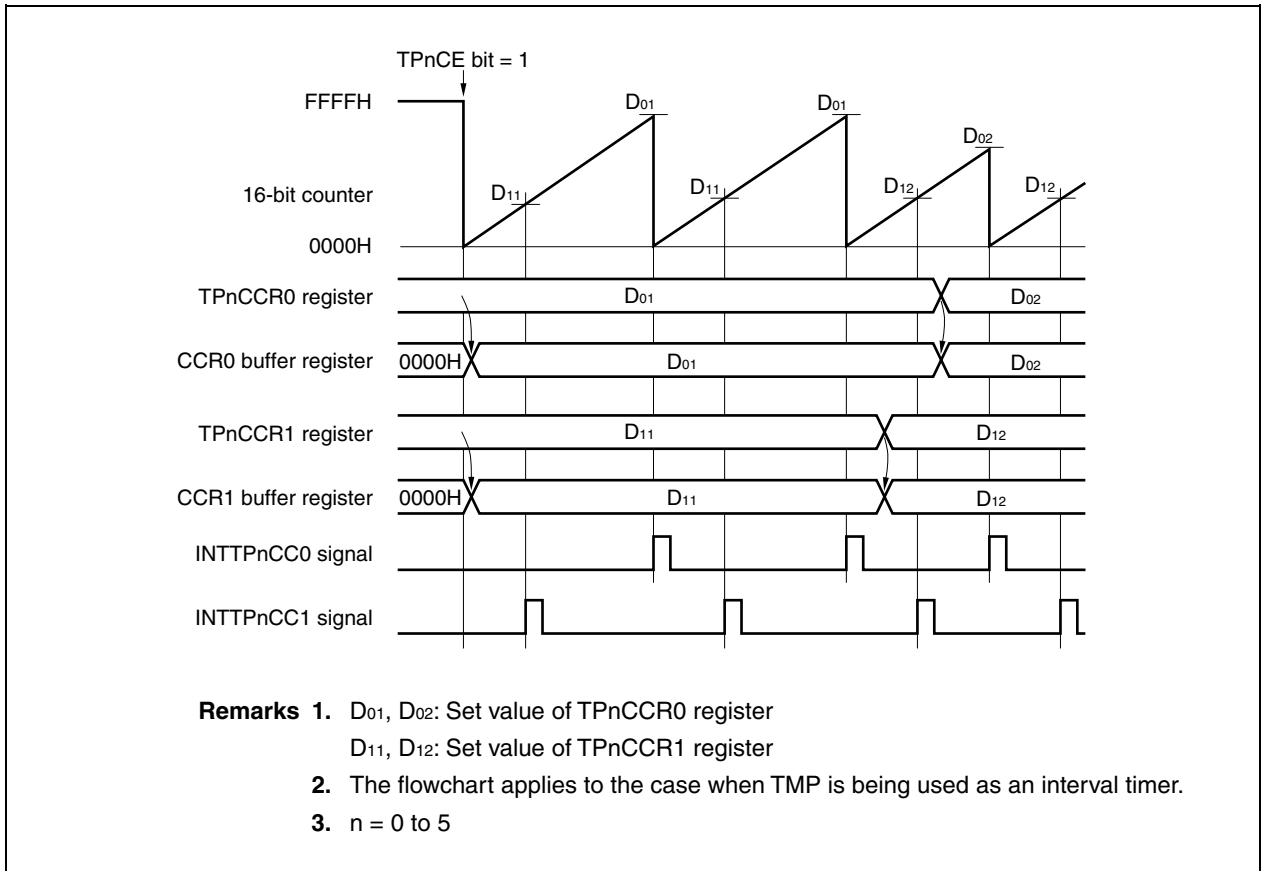 TPnCE bit = 1
FFFFH
D01
D01
D02
16-bit counter
D11
D11
D12
D12
0000H
TPnCCR0 register
D01
D02
CCR0 buffer register
0000H
D01
D02
TPnCCR1 register
D11
D12
CCR1 buffer register
0000H
D11
D12
INTTPnCC0 signal
INTTPnCC1 signal
Remarks 1. D01, D02: Set value of TPnCCR0 register
D11, D12: Set value of TPnCCR1 register
2. The flowchart applies to the case when TMP is being used as an interval timer.
3. n = 0 to 5